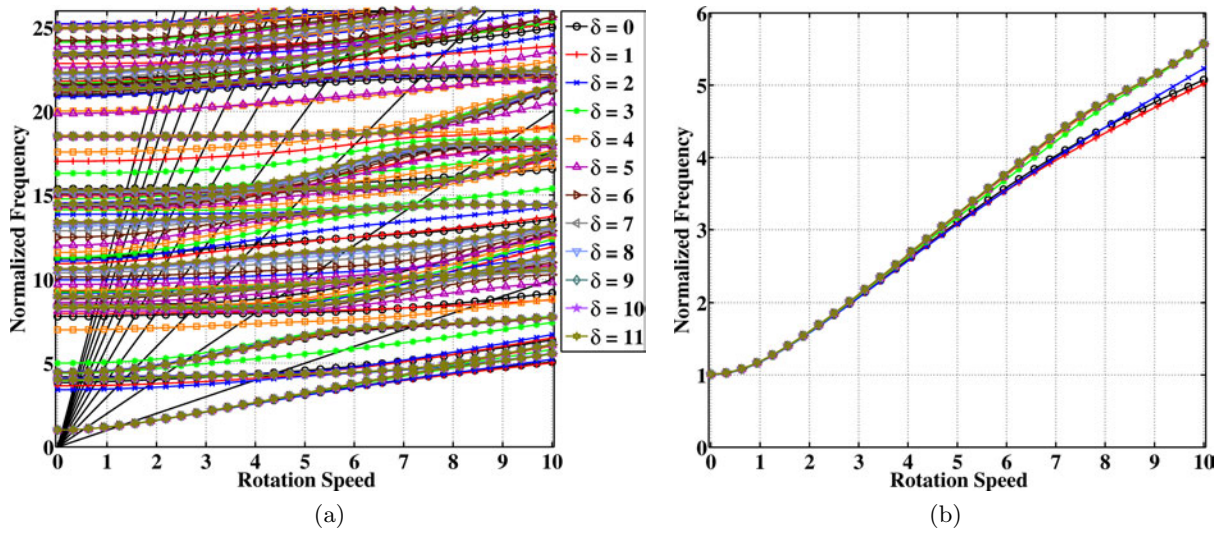 Normalized Frequency
25
20
15
10
5
0
0 1 2 3 4 5 6 7 8 9 10
Rotation Speed
δ = 0
δ = 1
δ = 2
δ = 3
δ = 4
δ = 5
δ = 6
δ = 7
δ = 8
δ = 9
δ = 10
δ = 11
(a)
Normalized Frequency
6
5
4
3
2
1
0
0 1 2 3 4 5 6 7 8 9 10
Rotation Speed
(b)